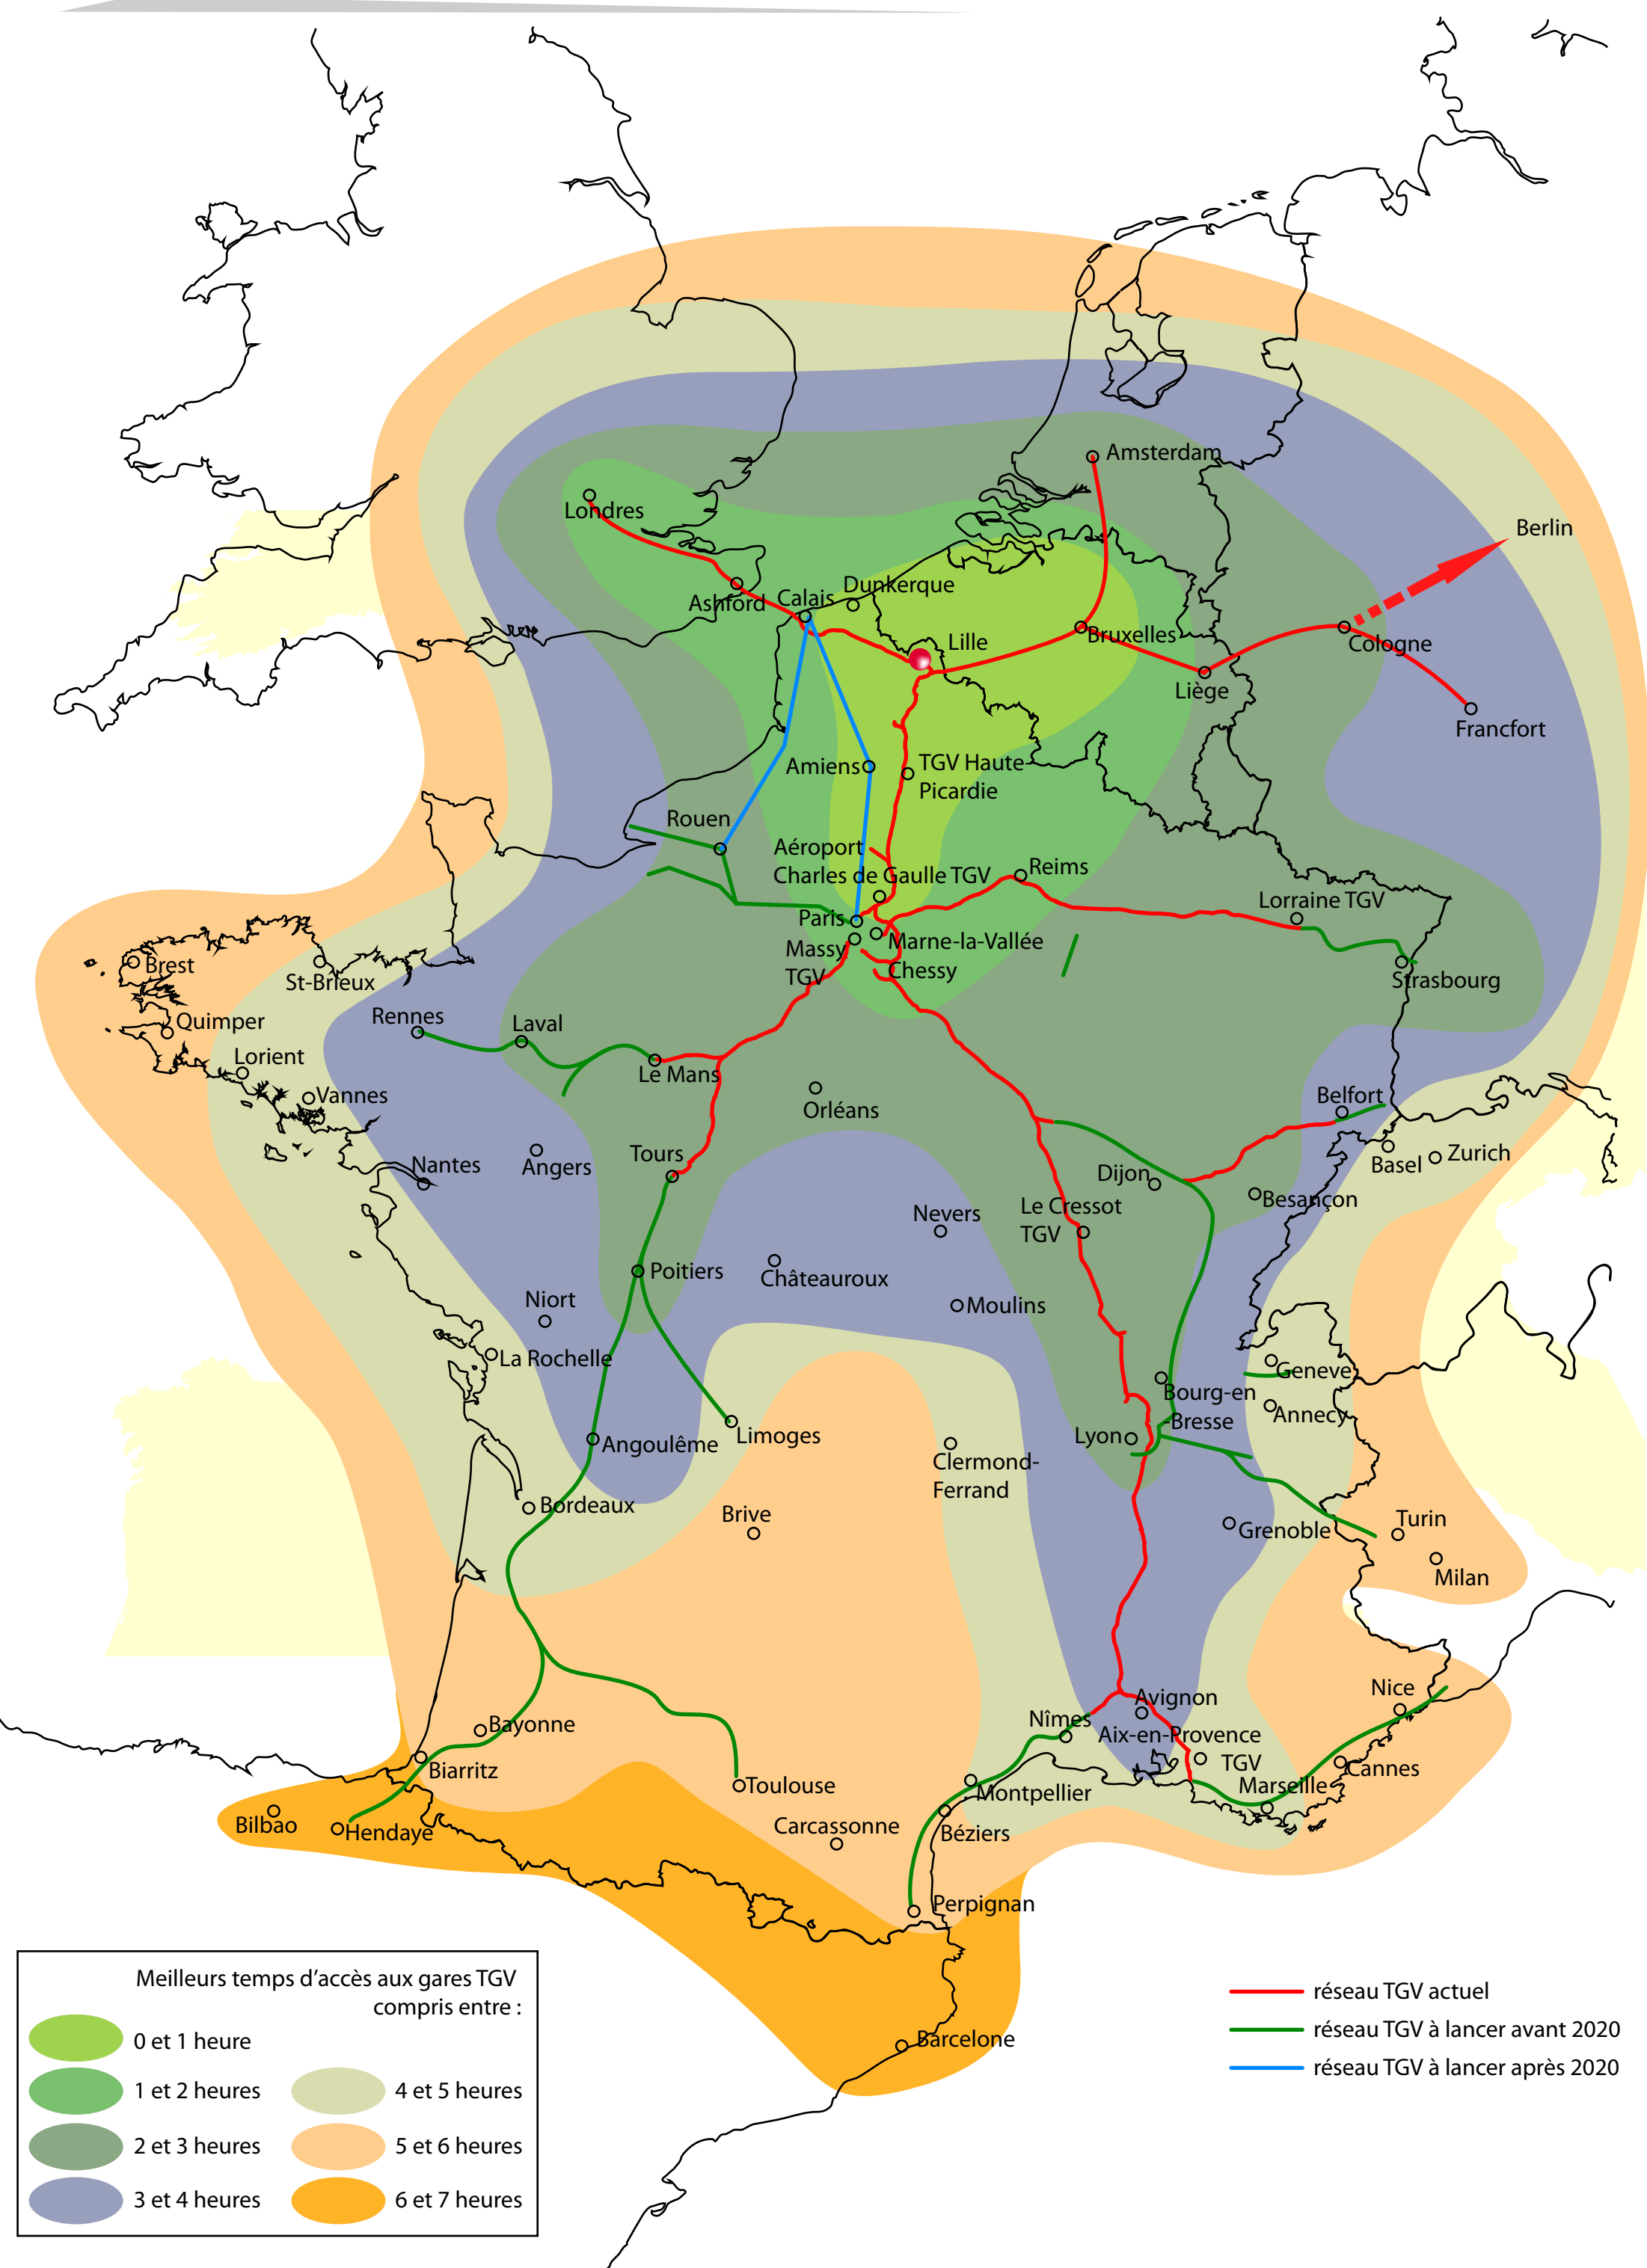 Amsterdam
Londres
Berlin
Dunkerque
Ashford
Calais
Bruxelles
Lille
Cologne
Liège
Francfort
Amiens
TGV Haute-
Picardie
Rouen
Aéroport
Charles de Gaulle TGV
Reims
Lorraine TGV
Paris
Massy
TGV
Marne-la-Vallée
Chessy
Strasbourg
Brest
St-Brieux
Quimper
Rennes
Laval
Lorient
Vannes
Le Mans
Orléans
Belfort
Nantes
Angers
Tours
Basel
Zurich
Dijon
Besançon
Le Cressot
TGV
Nevers
Poitiers
Châteauroux
Niort
Moulins
La Rochelle
Geneve
Bourg-en
-Bresse
Annecy
Angoulême
Limoges
Lyon
Clermond-
Ferrand
Bordeaux
Brive
Grenoble
Turin
Milan
Nice
Avignon
Nîmes
Aix-en-Provence
TGV
Bayonne
Biarritz
Toulouse
Montpellier
Marseille
Cannes
Bilbao
Hendaye
Carcassonne
Béziers
Perpignan
Barcelone
Meilleurs temps d'accès aux gares TGV
compris entre :
0 et 1 heure
1 et 2 heures
2 et 3 heures
3 et 4 heures
4 et 5 heures
5 et 6 heures
6 et 7 heures
réseau TGV actuel
réseau TGV à lancer avant 2020
réseau TGV à lancer après 2020